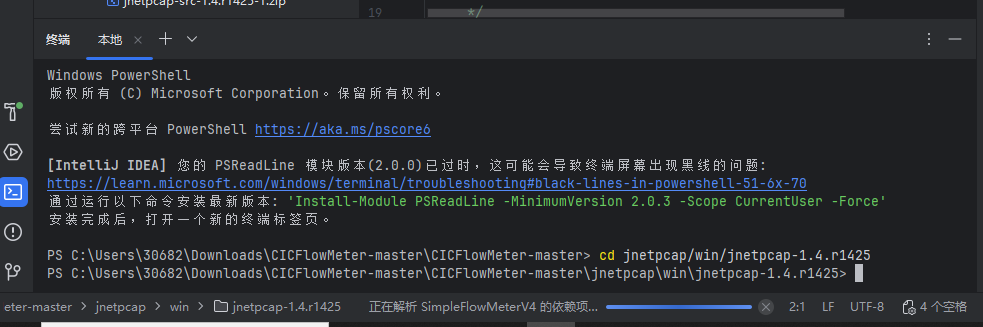 jnetpcap-src-1.4.r1425-1.zip
19 */
终端 本地
Windows PowerShell
版权所有 (C) Microsoft Corporation。保留所有权利。
尝试新的跨平台 PowerShell https://aka.ms/pscore6
[IntelliJ IDEA] 您的 PSReadLine 模块版本(2.0.0)已过时，这可能会导致终端屏幕出现黑线的问题:
https://learn.microsoft.com/windows/terminal/troubleshooting#black-lines-in-powershell-51-6x-70
通过运行以下命令安装最新版本: 'Install-Module PSReadLine -MinimumVersion 2.0.3 -Scope CurrentUser -Force'
安装完成后，打开一个新的终端标签页。
PS C:\Users\30682\Downloads\CICFlowMeter-master\CICFlowMeter-master> cd jnetpcap/win/jnetpcap-1.4.r1425
PS C:\Users\30682\Downloads\CICFlowMeter-master\CICFlowMeter-master\jnetpcap\win\jnetpcap-1.4.r1425>
eter-master > jnetpcap > win > jnetpcap-1.4.r1425 正在解析 SimpleFlowMeterV4 的依赖项... 2:1 LF UTF-8 4 个空格